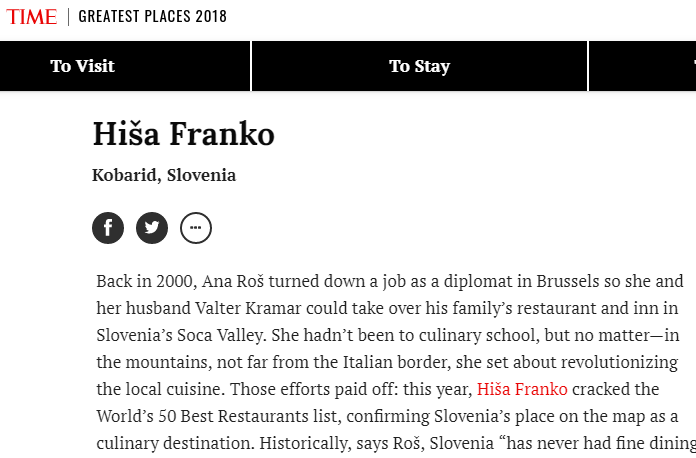 TIME | GREATEST PLACES 2018
To Visit To Stay
Hiša Franko
Kobarid, Slovenia
Back in 2000, Ana Roš turned down a job as a diplomat in Brussels so she and
her husband Valter Kramar could take over his family’s restaurant and inn in
Slovenia’s Soca Valley. She hadn’t been to culinary school, but no matter—in
the mountains, not far from the Italian border, she set about revolutionizing
the local cuisine. Those efforts paid off: this year, Hiša Franko cracked the
World’s 50 Best Restaurants list, confirming Slovenia’s place on the map as a
culinary destination. Historically, says Roš, Slovenia “has never had fine dining